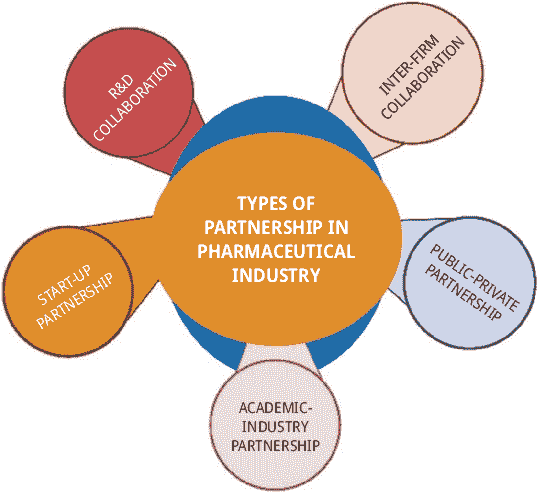 R&D
COLLABORATION
INTER-FIRM
COLLABORATION
TYPES OF
PARTNERSHIP IN
PHARMACEUTICAL
INDUSTRY
START-UP
PARTNERSHIP
PUBLIC-PRIVATE
PARTNERSHIP
ACADEMIC-
INDUSTRY
PARTNERSHIP